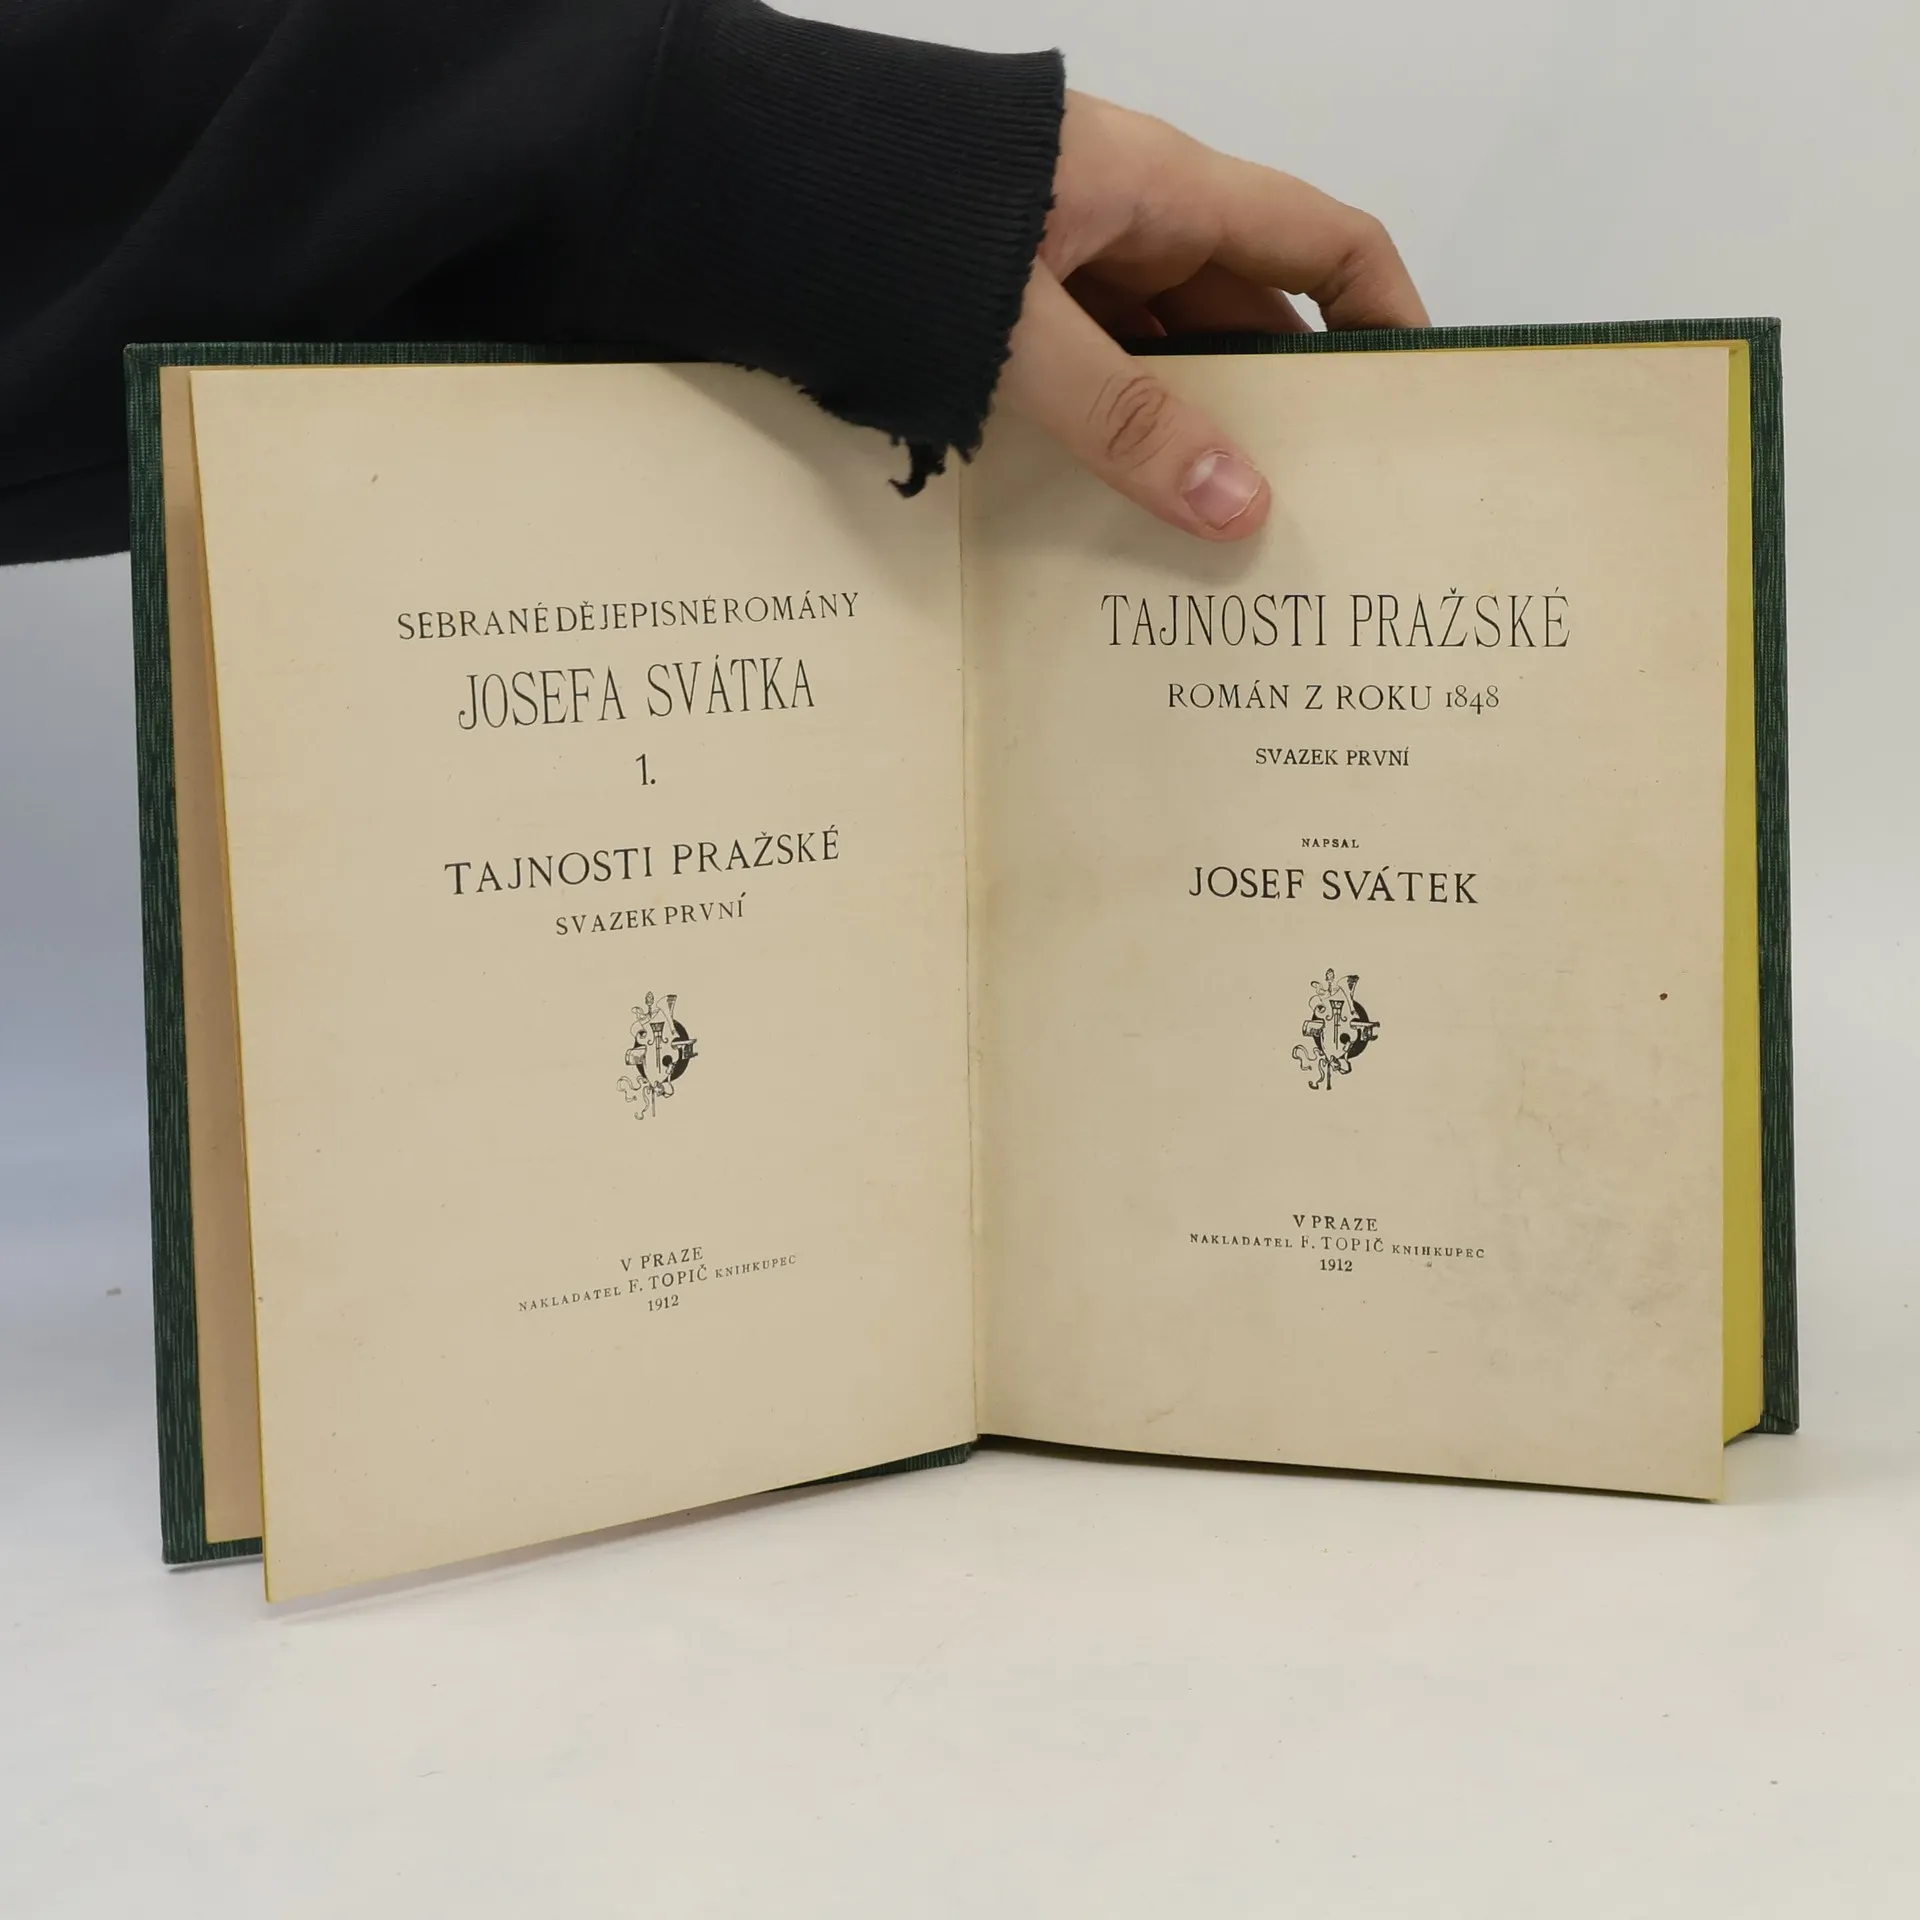 SEBRANÉ DĚJEPISNÉ ROMÁNY
JOSEFA SVÁTKA
1.
TAJNOSTI PRAŽSKÉ
SVAZEK PRVNÍ
V PRAZE
NAKLADATEL F. TOPIČ KNIHKUPEC
1912
TAJNOSTI PRAŽSKÉ
ROMÁN Z ROKU 1848
SVAZEK PRVNÍ
NAPSAL
JOSEF SVÁTEK
V PRAZE
NAKLADATEL F. TOPIČ KNIHKUPEC
1912